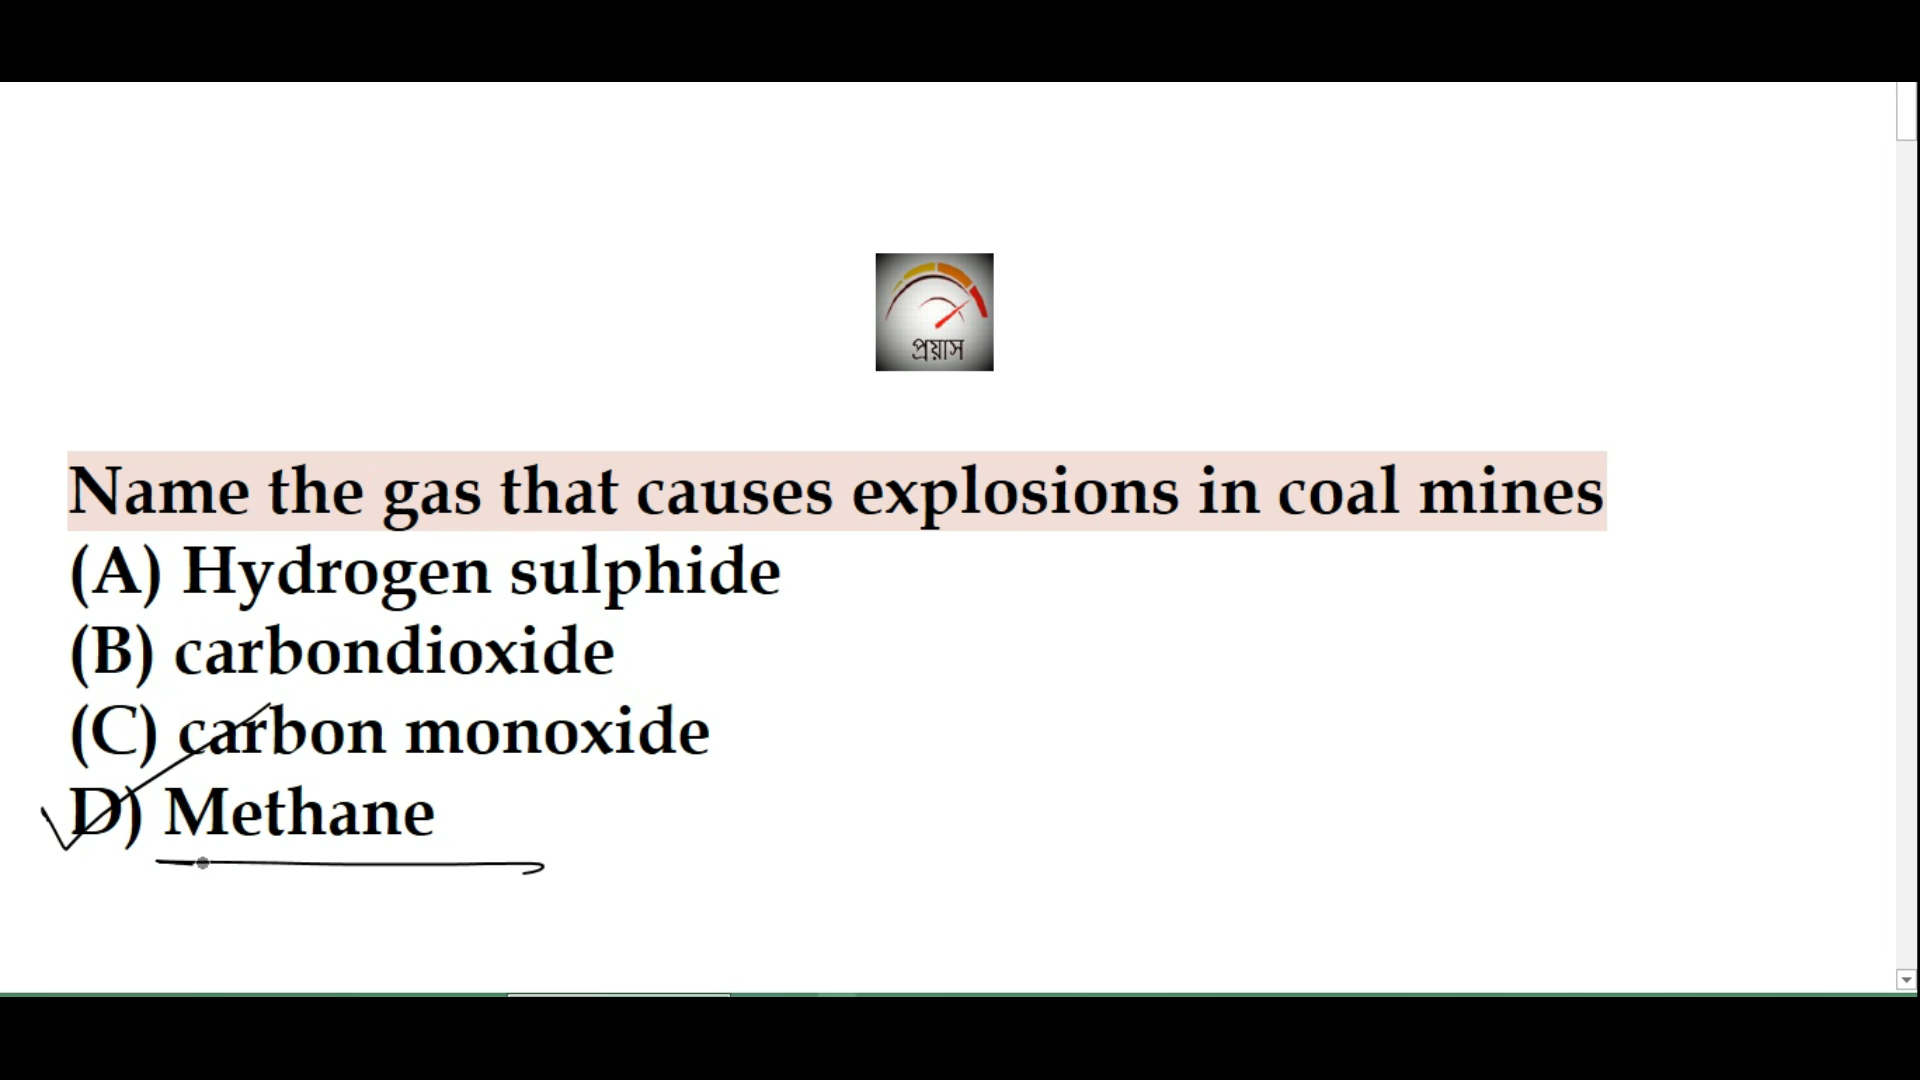 প্রয়াস
Name the gas that causes explosions in coal mines
(A) Hydrogen sulphide
(B) carbondioxide
(C) carbon monoxide
D) Methane